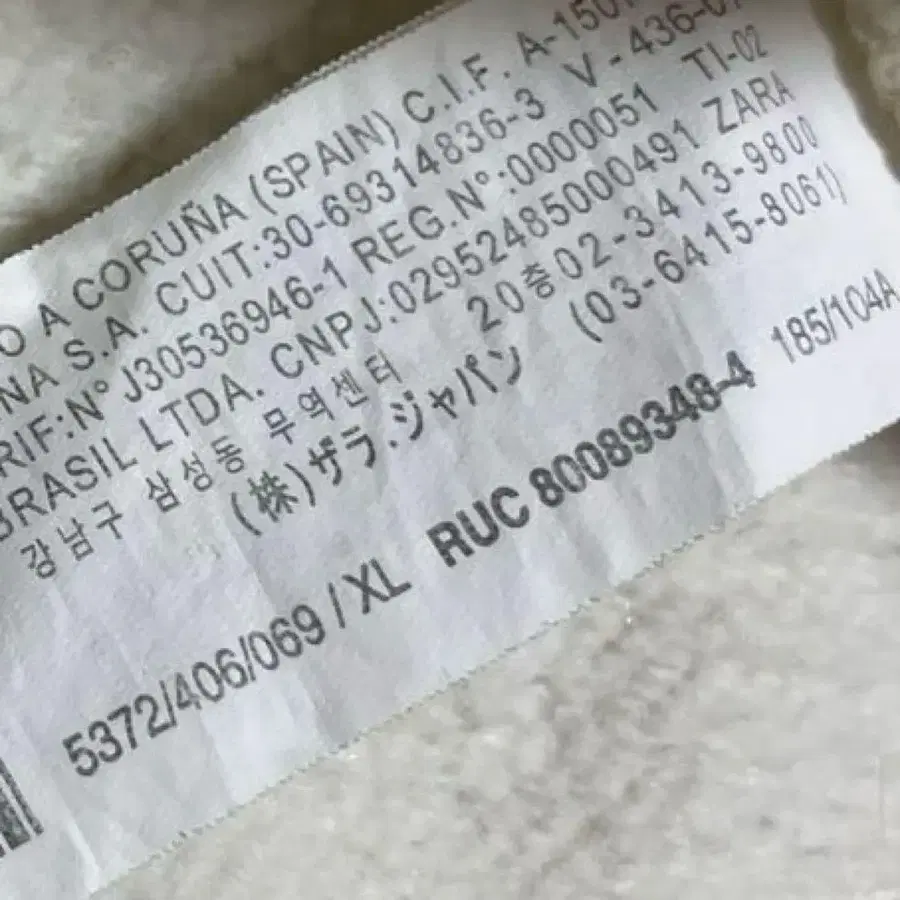 O A CORUÑA (SPAIN) C.I.F. A-150
NA S.A. CUIT:30-69314836-3 V-436-0
RIF:N° J30536946-1 REG.N°:0000051 TI-02
BRASIL LTDA. CNPJ:02952485000491 ZARA
강남구 삼성동 무역센터 20층02-3413-9800
(株)ザラ.ジャパン (03-6415-8061)
5372/406/069 / XL RUC 80089348-4 185/104A